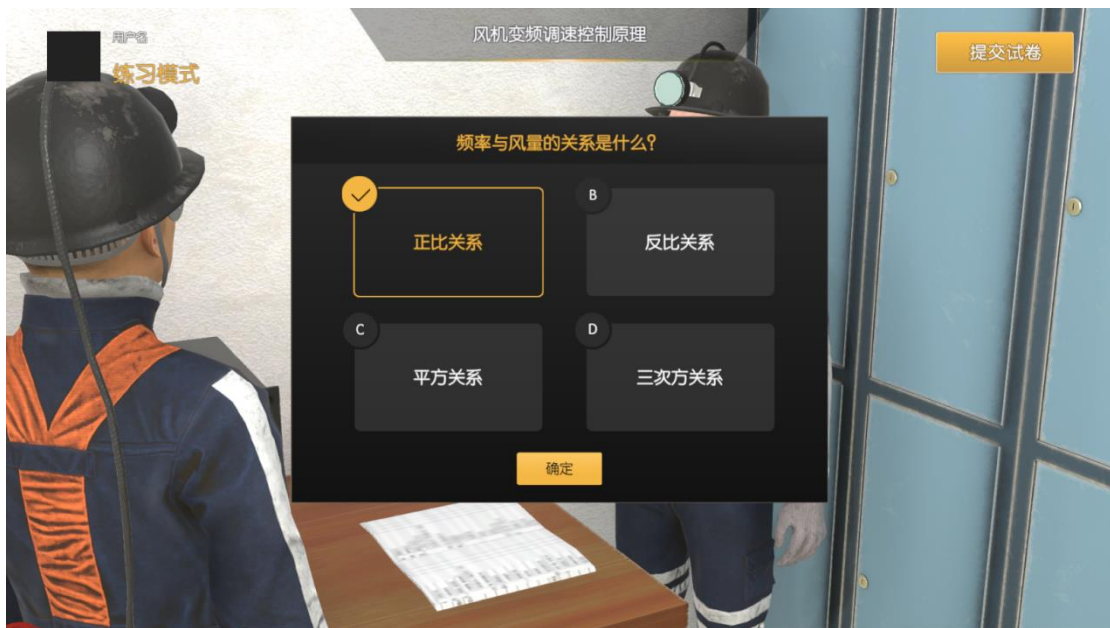 用户名
练习模式
风机变频调速控制原理
提交试卷
频率与风量的关系是什么?
正比关系
B
反比关系
C
平方关系
D
三次方关系
确定